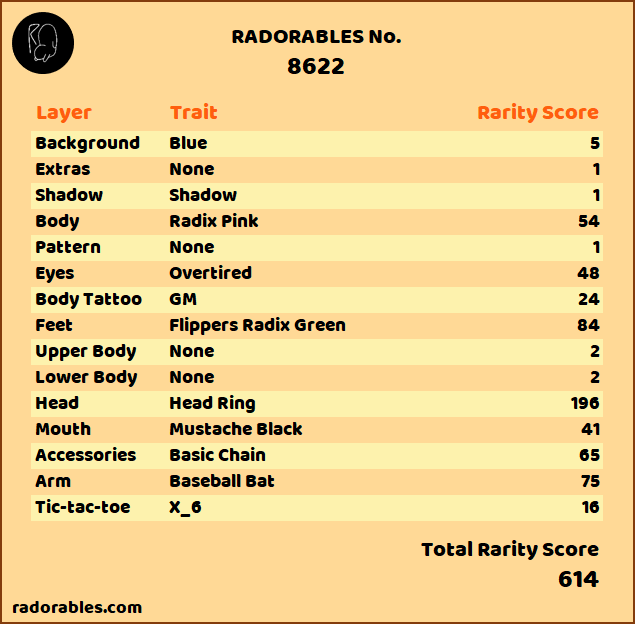 RADORABLES No.
8622
Layer Trait Rarity Score
Background Blue 5
Extras None 1
Shadow Shadow 1
Body Radix Pink 54
Pattern None 1
Eyes Overtired 48
Body Tattoo GM 24
Feet Flippers Radix Green 84
Upper Body None 2
Lower Body None 2
Head Head Ring 196
Mouth Mustache Black 41
Accessories Basic Chain 65
Arm Baseball Bat 75
Tic-tac-toe X_6 16
Total Rarity Score
614
radorables.com